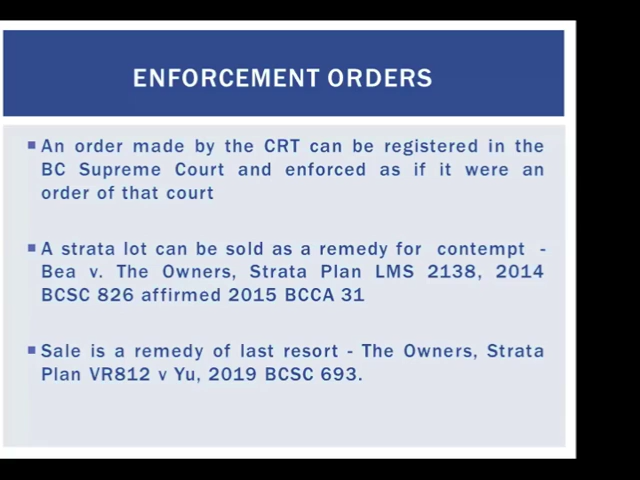 ENFORCEMENT ORDERS
▪ An order made by the CRT can be registered in the
BC Supreme Court and enforced as if it were an
order of that court
▪ A strata lot can be sold as a remedy for contempt -
Bea v. The Owners, Strata Plan LMS 2138, 2014
BCSC 826 affirmed 2015 BCCA 31
▪ Sale is a remedy of last resort - The Owners, Strata
Plan VR812 v Yu, 2019 BCSC 693.